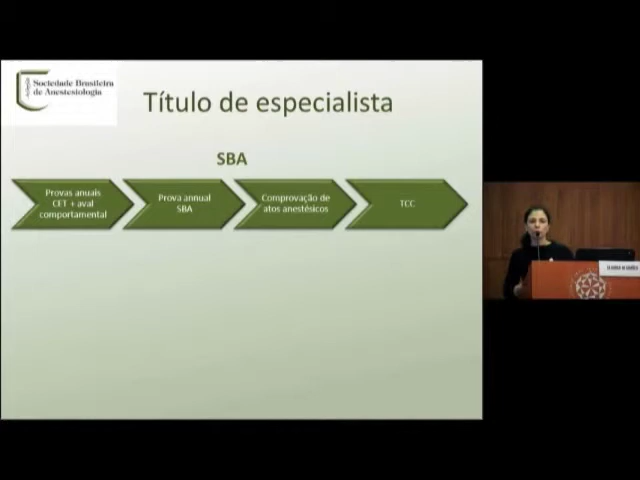 Sociedade Brasileira
de Anestesiologia
Título de especialista
SBA
Provas anuais
CET + aval
comportamental
Prova annual
SBA
Comprovação de
atos anestésicos
TCC